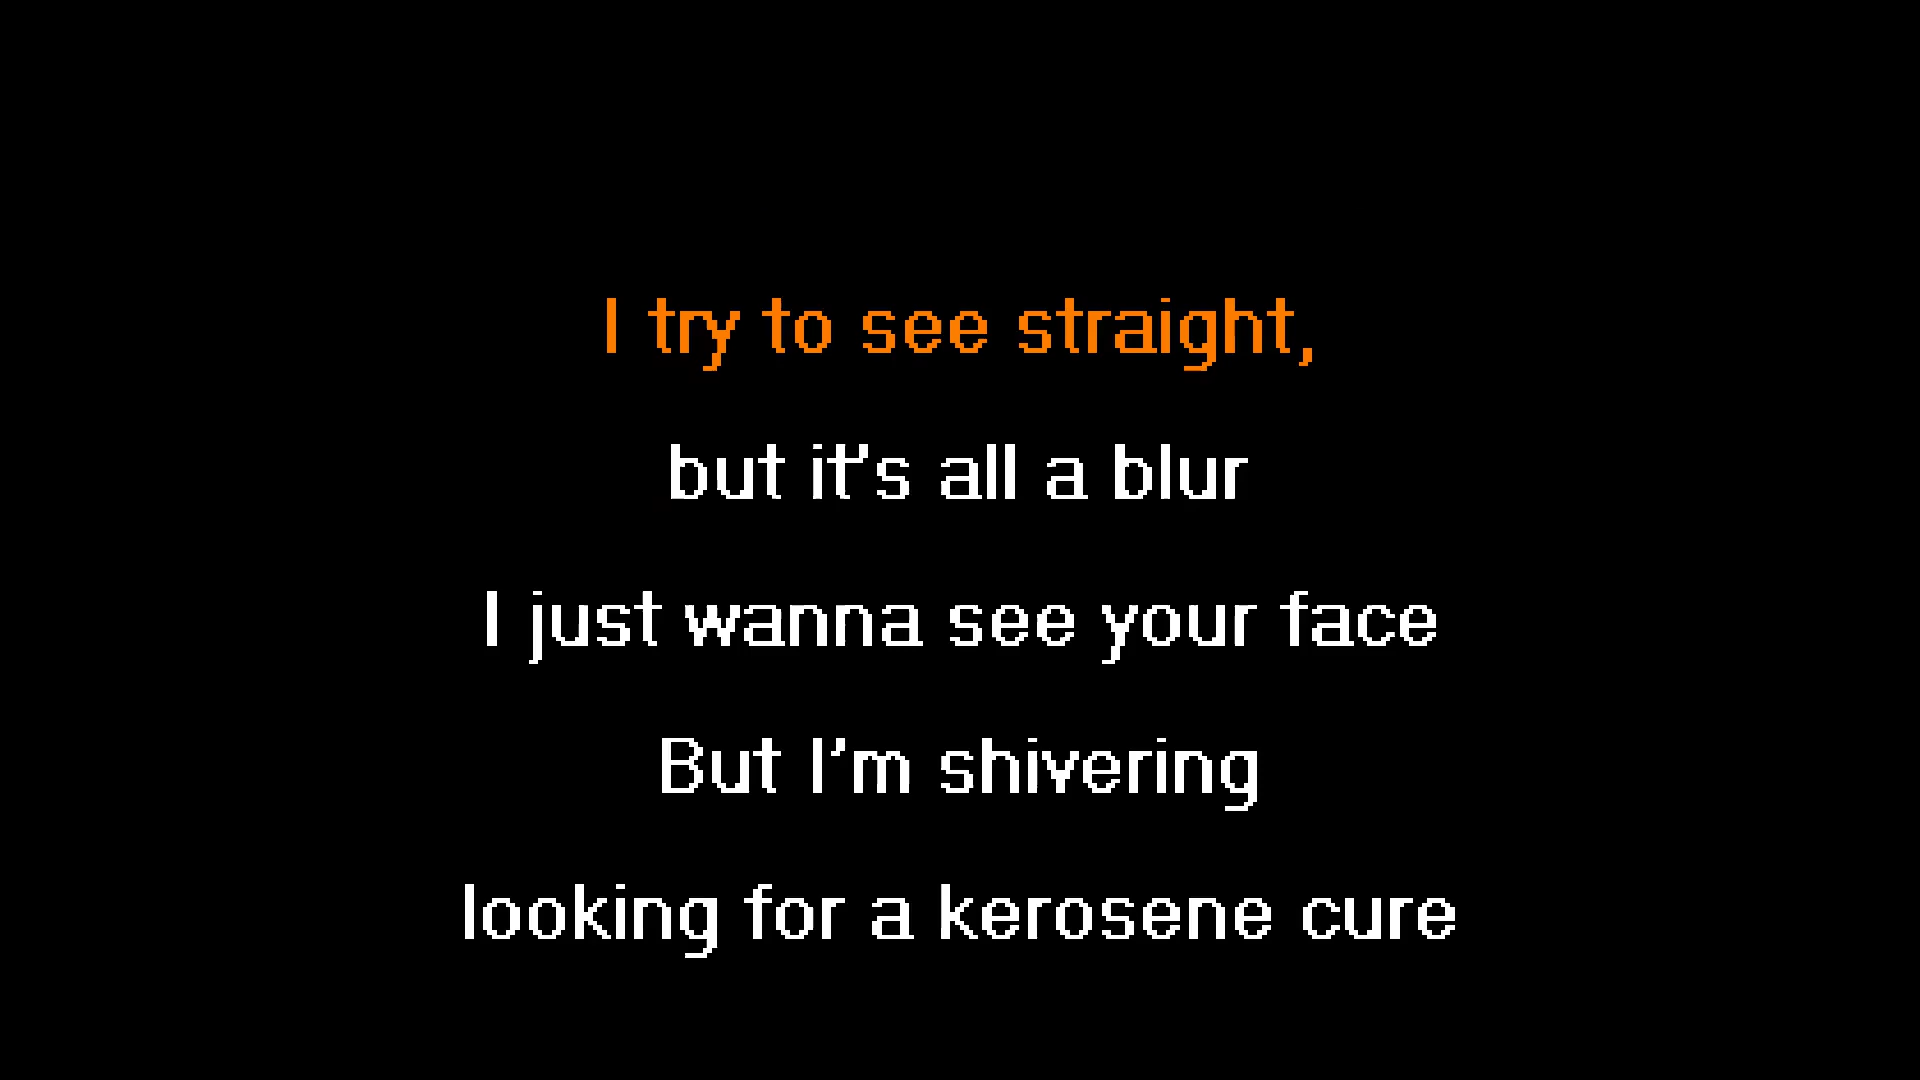 I try to see straight,
but it's all a blur
I just wanna see your face
But I'm shivering
looking for a kerosene cure